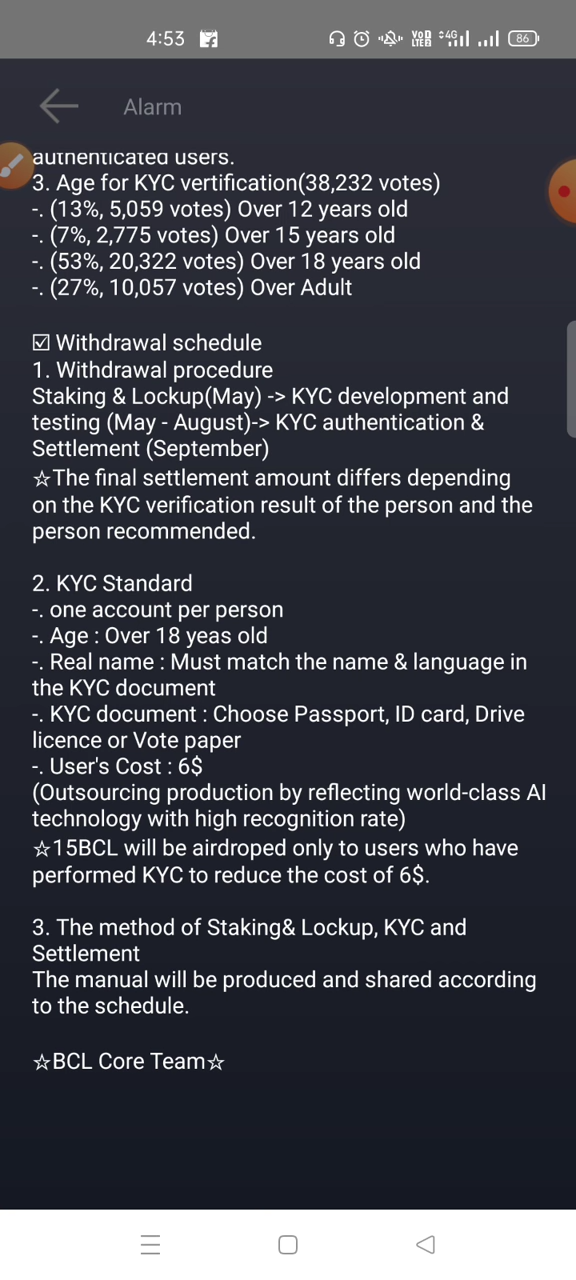 4:53
VoD LTED 4G 86
Alarm
authenticated users.
3. Age for KYC vertification(38,232 votes)
-. (13%, 5,059 votes) Over 12 years old
-. (7%, 2,775 votes) Over 15 years old
-. (53%, 20,322 votes) Over 18 years old
-. (27%, 10,057 votes) Over Adult
☑ Withdrawal schedule
1. Withdrawal procedure
Staking & Lockup(May) -> KYC development and
testing (May - August)-> KYC authentication &
Settlement (September)
☆The final settlement amount differs depending
on the KYC verification result of the person and the
person recommended.
2. KYC Standard
-. one account per person
-. Age : Over 18 yeas old
-. Real name : Must match the name & language in
the KYC document
-. KYC document : Choose Passport, ID card, Drive
licence or Vote paper
-. User's Cost : 6$
(Outsourcing production by reflecting world-class AI
technology with high recognition rate)
☆15BCL will be airdroped only to users who have
performed KYC to reduce the cost of 6$.
3. The method of Staking& Lockup, KYC and
Settlement
The manual will be produced and shared according
to the schedule.
☆BCL Core Team☆